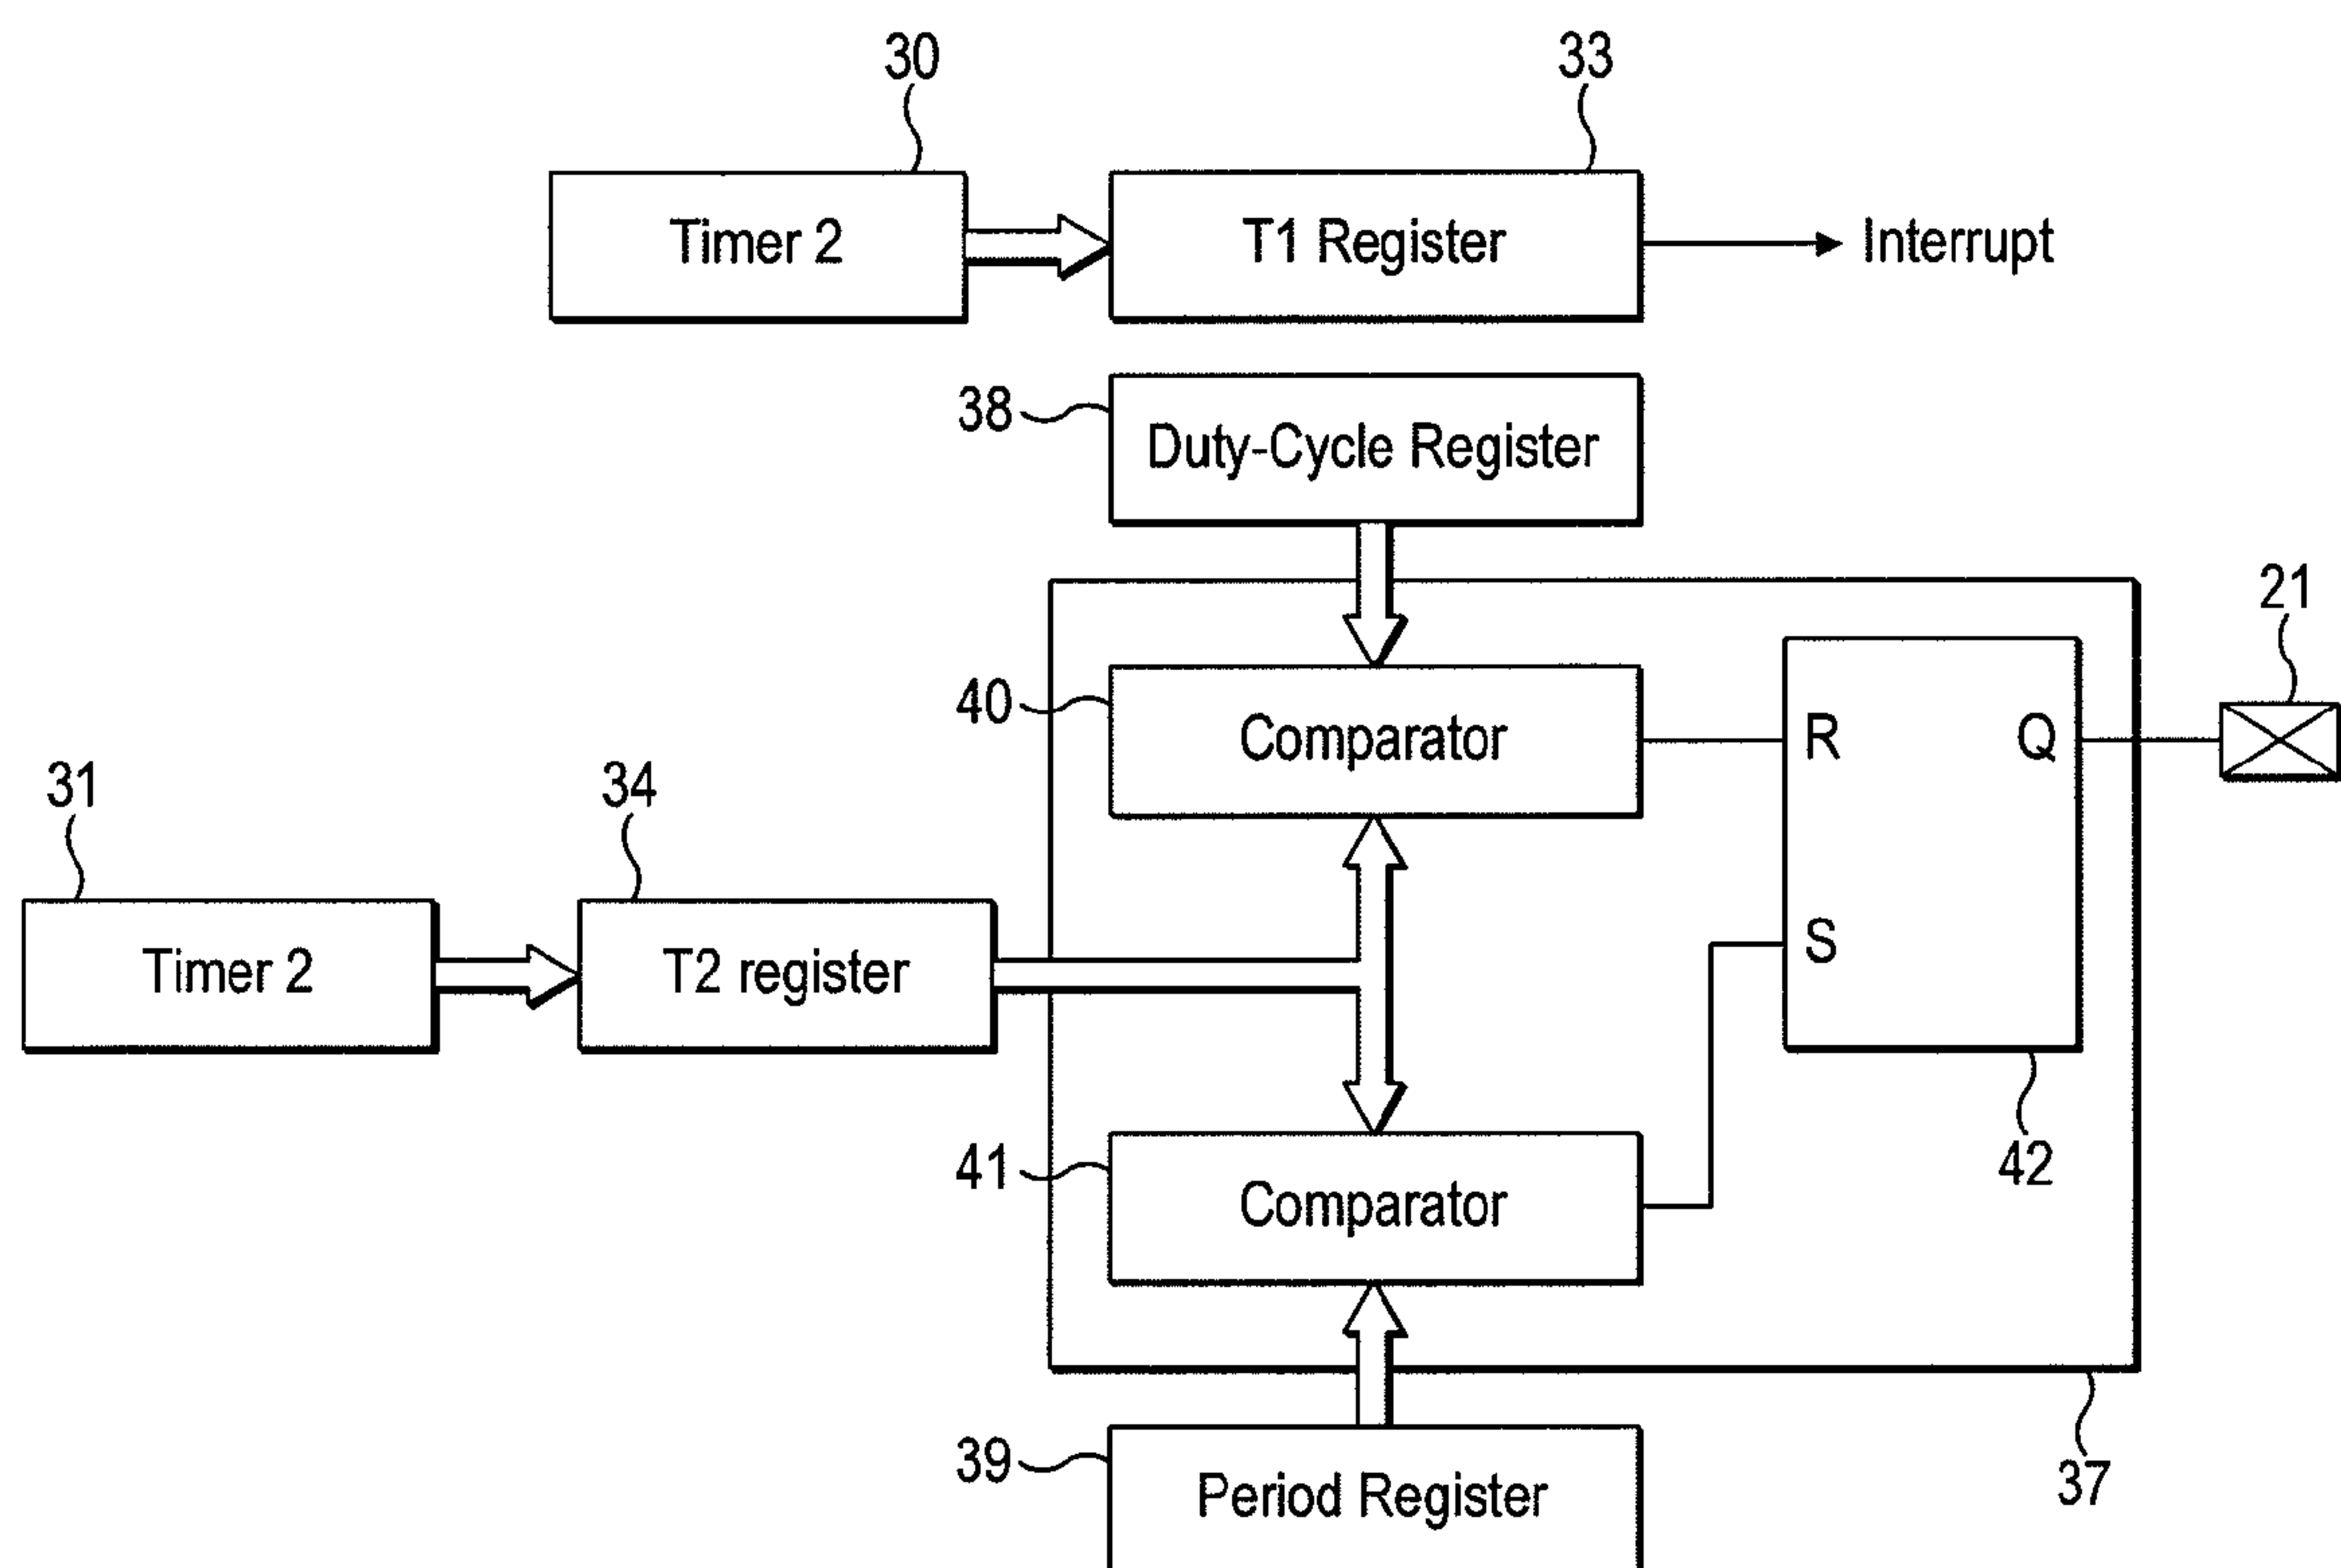 30
33
Timer 2
T1 Register
Interrupt
38
Duty-Cycle Register
21
40
Comparator
R
Q
31
34
Timer 2
T2 register
S
41
Comparator
42
39
Period Register
37